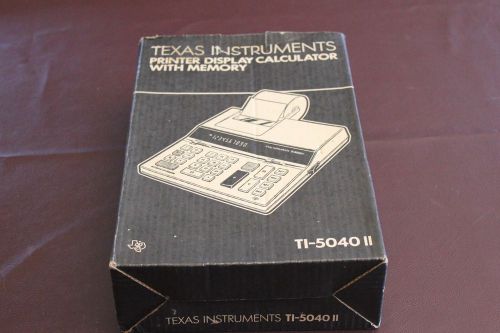 TEXAS INSTRUMENTS
PRINTER DISPLAY CALCULATOR
WITH MEMORY
TI-5040 II
TEXAS INSTRUMENTS TI-5040 II